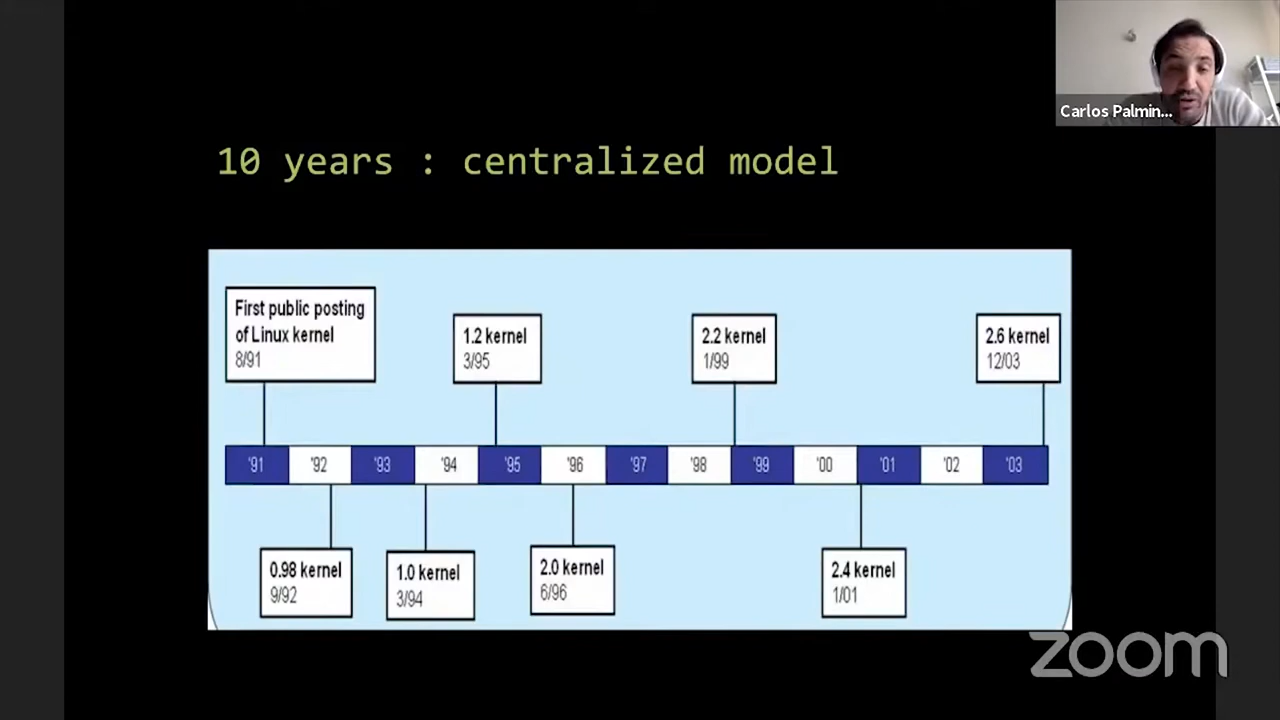 Carlos Palmin...
10 years : centralized model
First public posting
of Linux kernel
8/91
1.2 kernel
3/95
2.2 kernel
1/99
2.6 kernel
12/03
'91
'92
'93
'94
'95
'96
'97
'98
'99
'00
'01
'02
'03
0.98 kernel
9/92
1.0 kernel
3/94
2.0 kernel
6/96
2.4 kernel
1/01
zoom